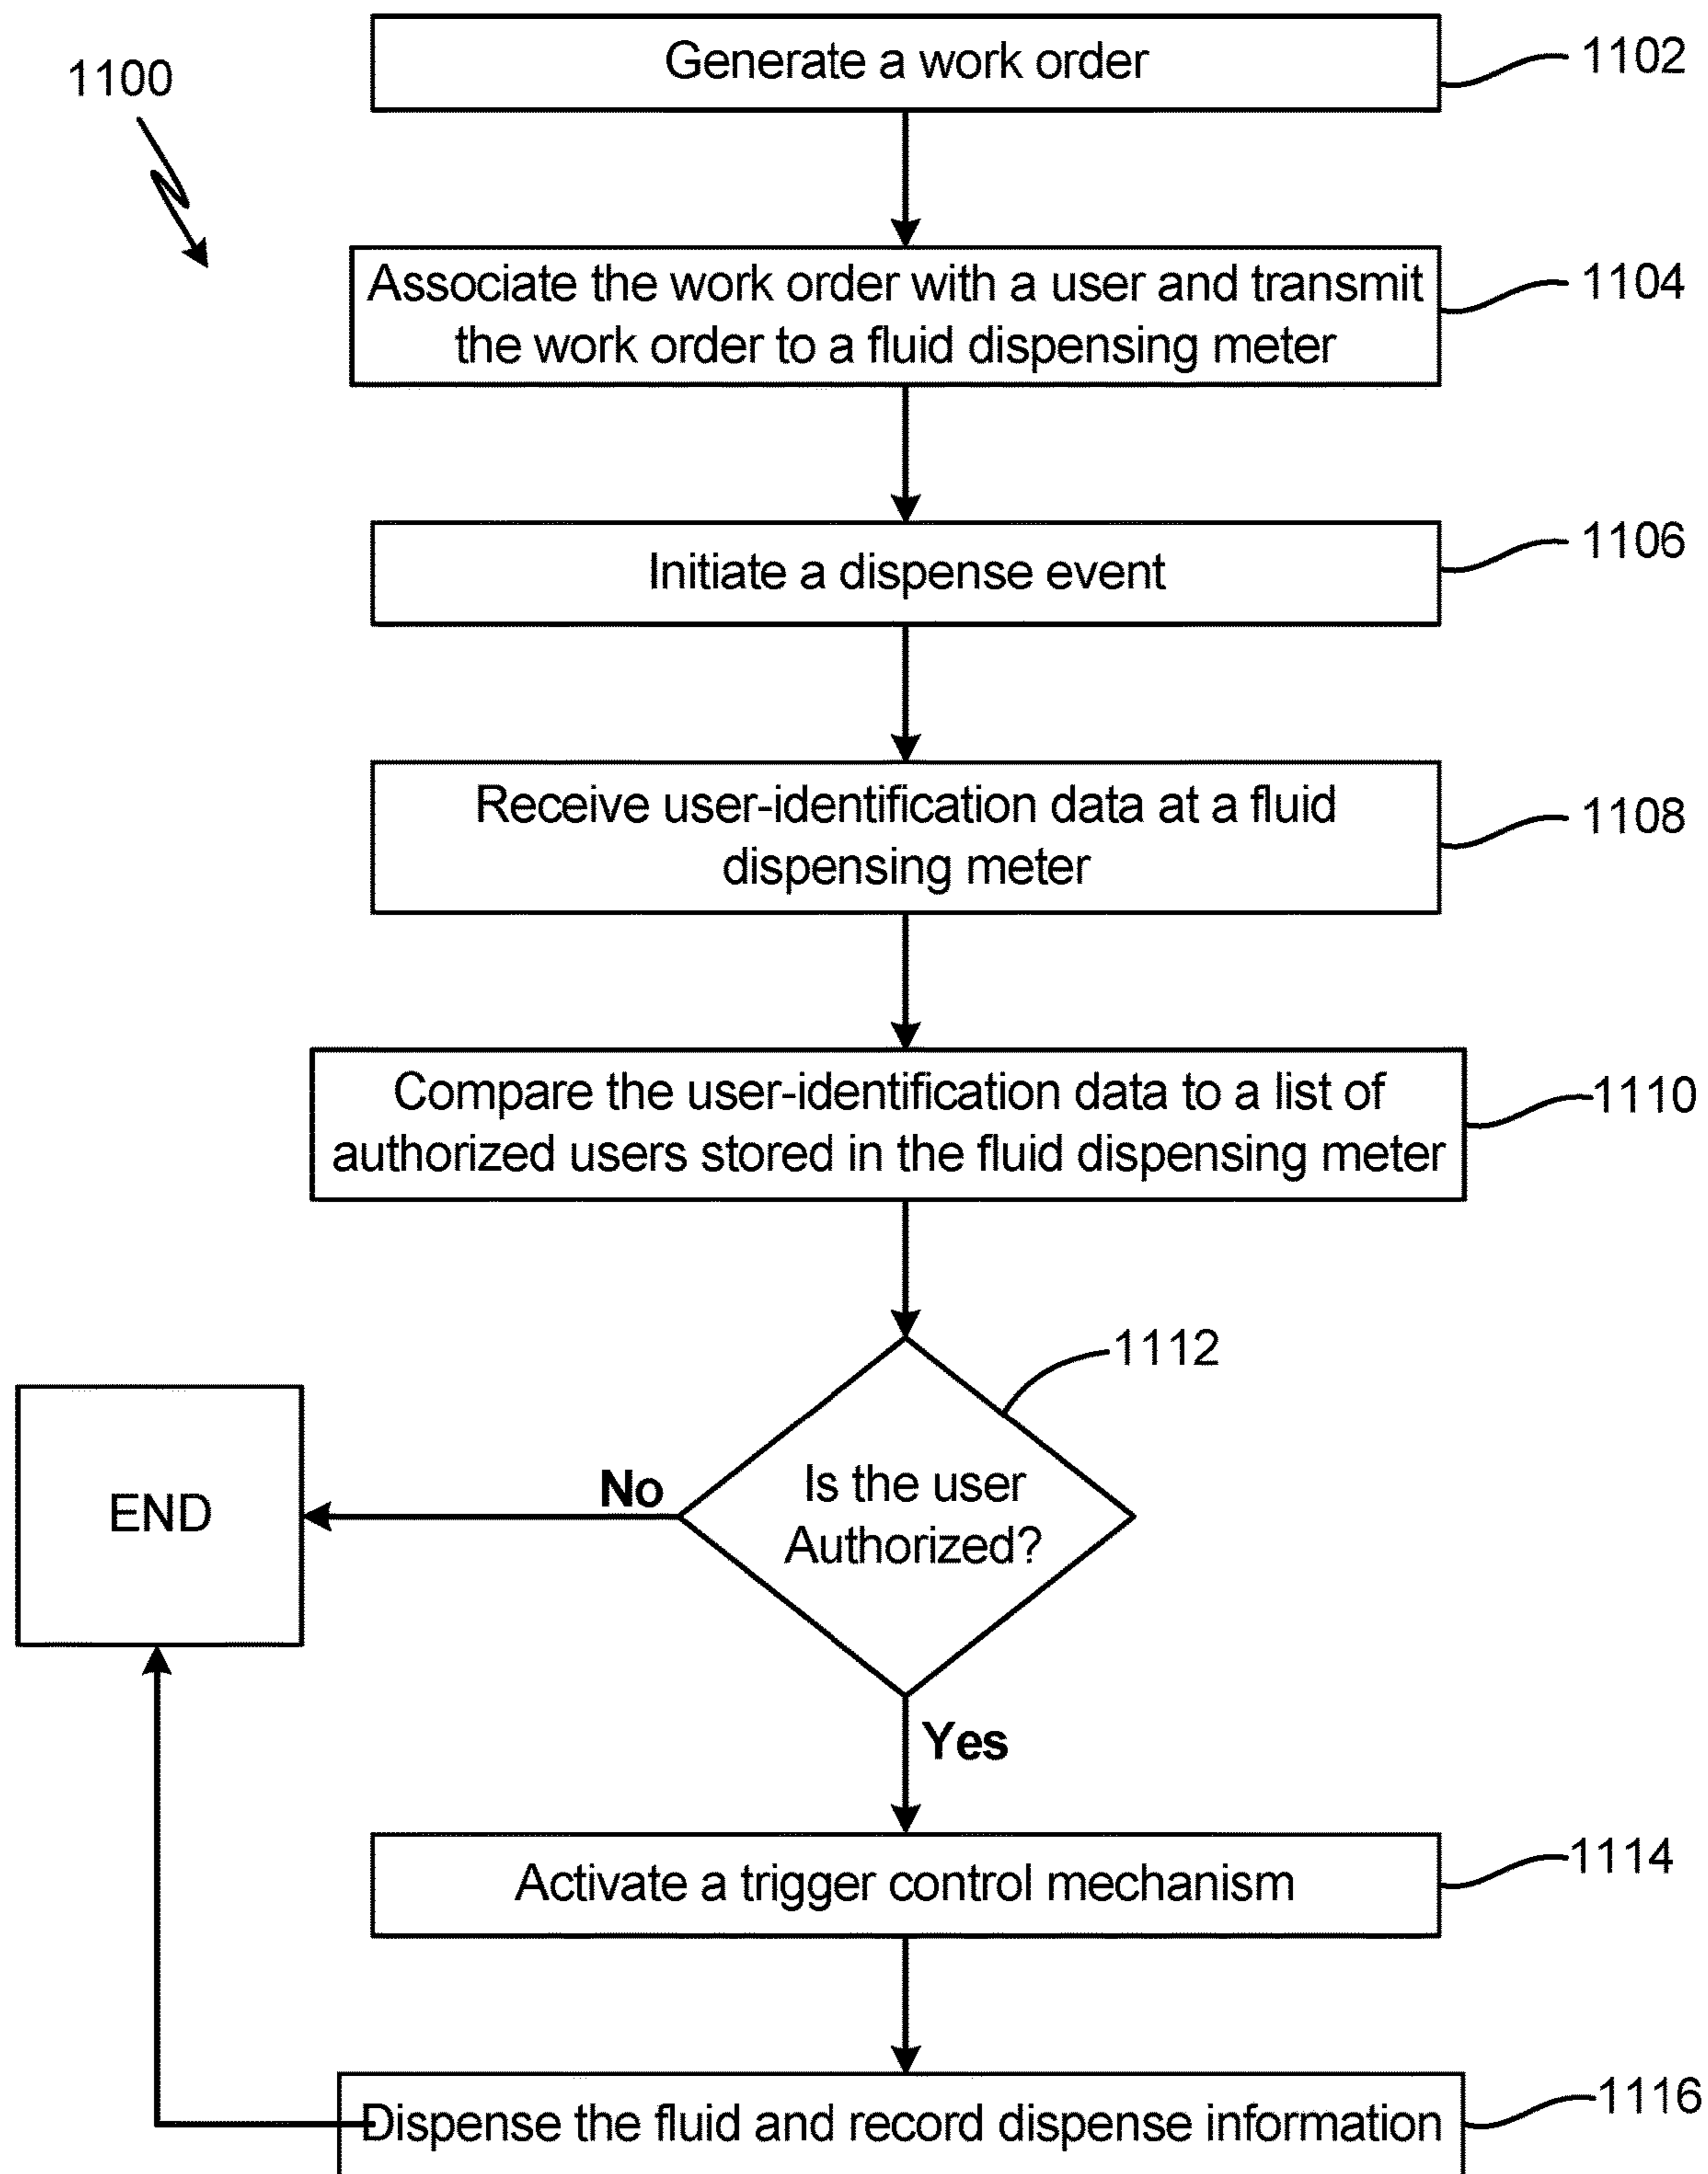 1100
Generate a work order
1102
Associate the work order with a user and transmit
the work order to a fluid dispensing meter
1104
Initiate a dispense event
1106
Receive user-identification data at a fluid
dispensing meter
1108
Compare the user-identification data to a list of
authorized users stored in the fluid dispensing meter
1110
1112
Is the user
Authorized?
No
END
Yes
Activate a trigger control mechanism
1114
Dispense the fluid and record dispense information
1116